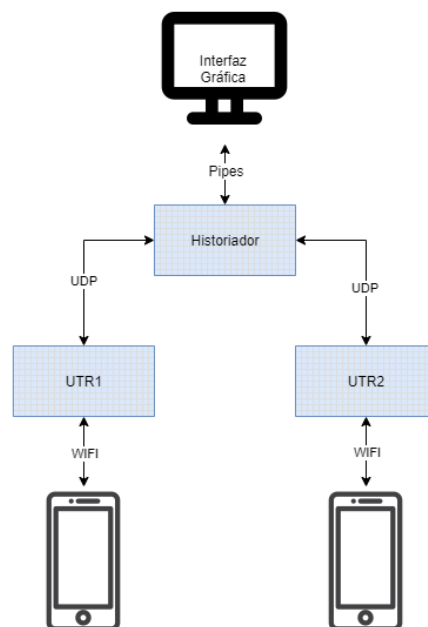 Interfaz
Gráfica
Pipes
Historiador
UDP
UDP
UTR1
UTR2
WIFI
WIFI